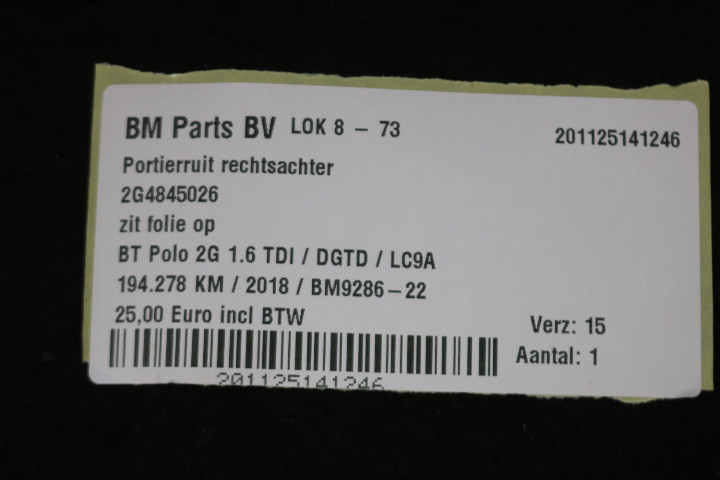 BM Parts BV LOK 8 - 73 201125141246
Portierruit rechtsachter
2G4845026
zit folie op
BT Polo 2G 1.6 TDI / DGTD / LC9A
194.278 KM / 2018 / BM9286-22
25,00 Euro incl BTW
Verz: 15
Aantal: 1
201125141246